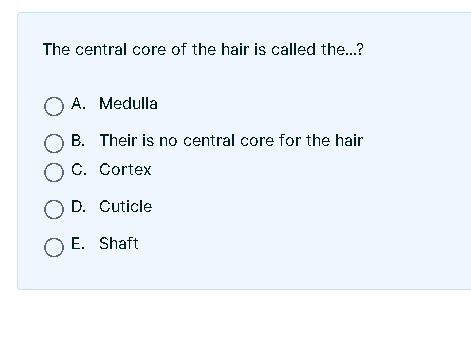 The central core of the hair is called the...?
A. Medulla
B. Their is no central core for the hair
C. Cortex
D. Cuticle
E. Shaft